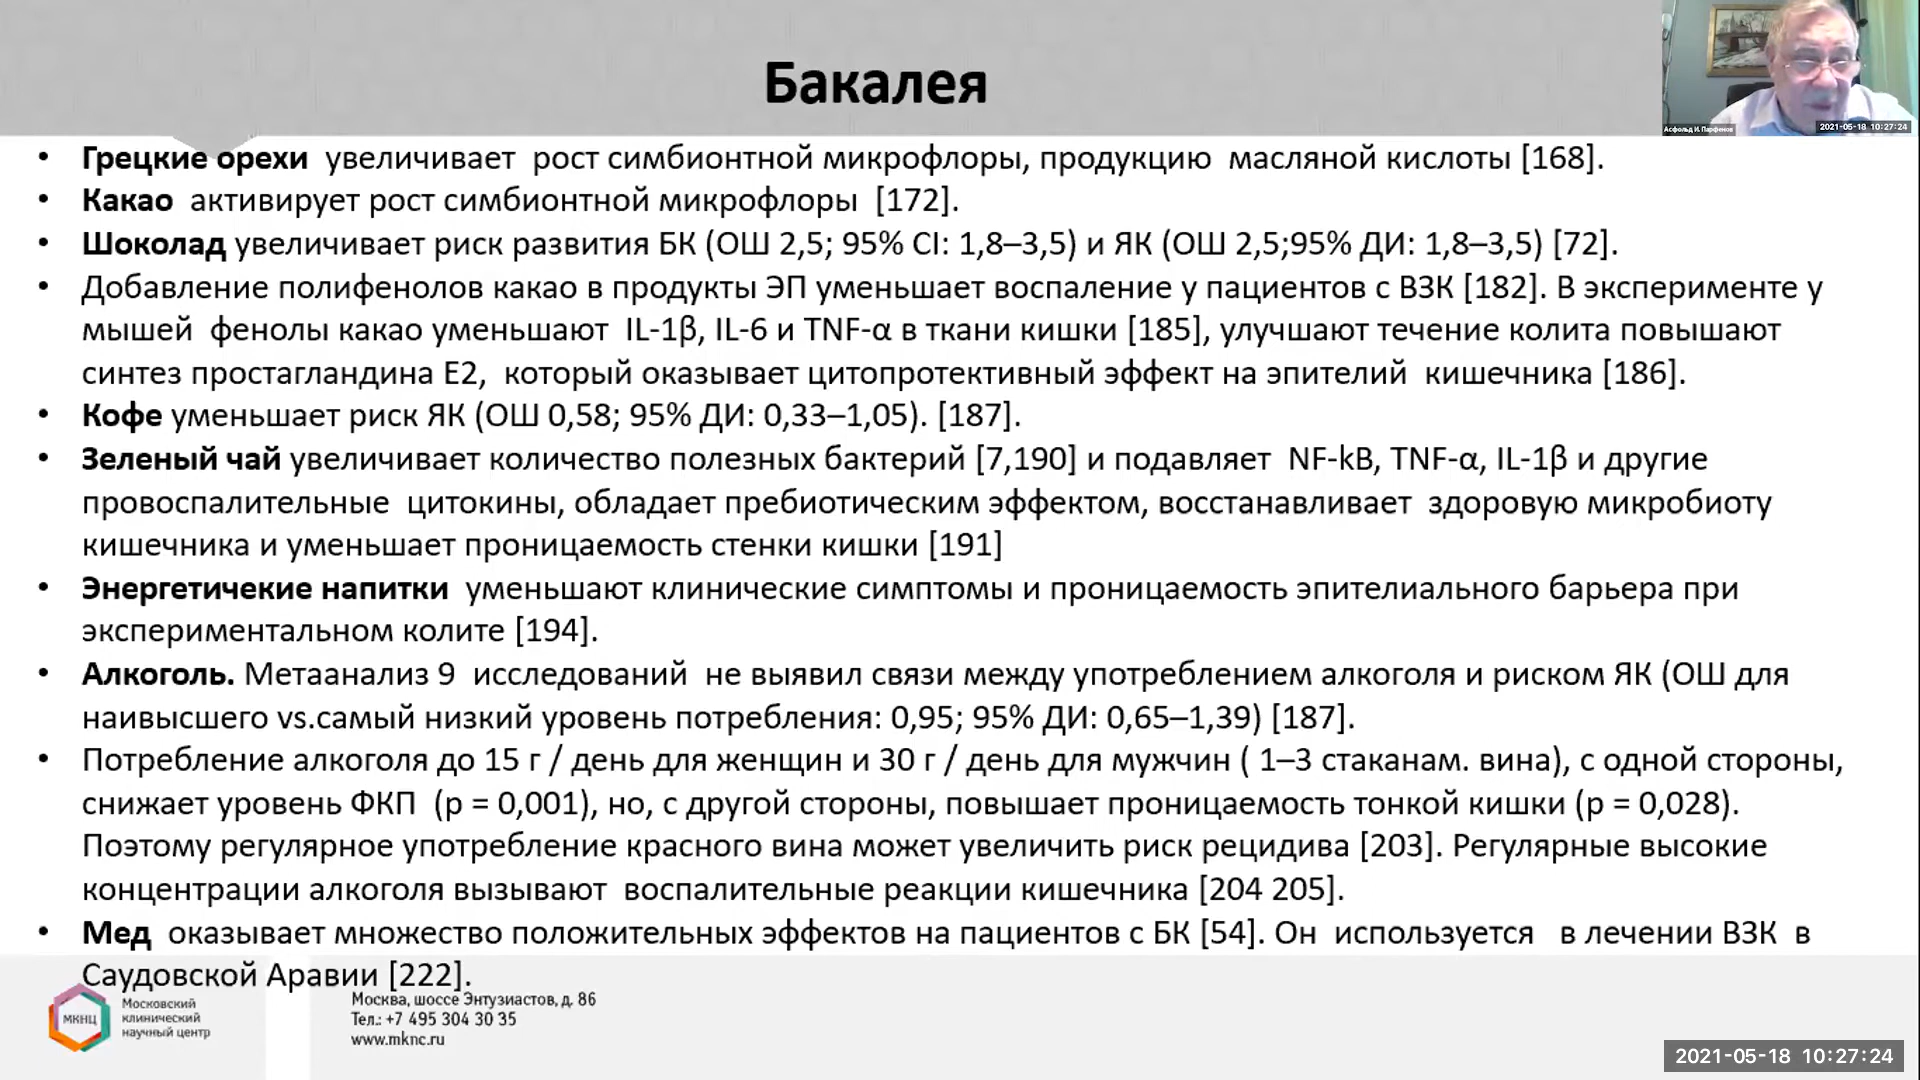 Бакалея
Асфольд И. Парфенов
2021-05-18 10:27:24
• Грецкие орехи увеличивает рост симбионтной микрофлоры, продукцию масляной кислоты [168].
• Какао активирует рост симбионтной микрофлоры [172].
• Шоколад увеличивает риск развития БК (ОШ 2,5; 95% CI: 1,8–3,5) и ЯК (ОШ 2,5;95% ДИ: 1,8–3,5) [72].
• Добавление полифенолов какао в продукты ЭП уменьшает воспаление у пациентов с ВЗК [182]. В эксперименте у
мышей фенолы какао уменьшают IL-1β, IL-6 и TNF-α в ткани кишки [185], улучшают течение колита повышают
синтез простагландина Е2, который оказывает цитопротективный эффект на эпителий кишечника [186].
• Кофе уменьшает риск ЯК (ОШ 0,58; 95% ДИ: 0,33–1,05). [187].
• Зеленый чай увеличивает количество полезных бактерий [7,190] и подавляет NF-kB, TNF-α, IL-1β и другие
провоспалительные цитокины, обладает пребиотическим эффектом, восстанавливает здоровую микробиоту
кишечника и уменьшает проницаемость стенки кишки [191]
• Энергетичекие напитки уменьшают клинические симптомы и проницаемость эпителиального барьера при
экспериментальном колите [194].
• Алкоголь. Метаанализ 9 исследований не выявил связи между употреблением алкоголя и риском ЯК (ОШ для
наивысшего vs.самый низкий уровень потребления: 0,95; 95% ДИ: 0,65–1,39) [187].
• Потребление алкоголя до 15 г / день для женщин и 30 г / день для мужчин ( 1–3 стаканам. вина), с одной стороны,
снижает уровень ФКП (p = 0,001), но, с другой стороны, повышает проницаемость тонкой кишки (p = 0,028).
Поэтому регулярное употребление красного вина может увеличить риск рецидива [203]. Регулярные высокие
концентрации алкоголя вызывают воспалительные реакции кишечника [204 205].
• Мед оказывает множество положительных эффектов на пациентов с БК [54]. Он используется в лечении ВЗК в
Саудовской Аравии [222].
МКНЦ
Московский
клинический
научный центр
Москва, шоссе Энтузиастов, д. 86
Тел.: +7 495 304 30 35
www.mknc.ru
2021-05-18 10:27:24